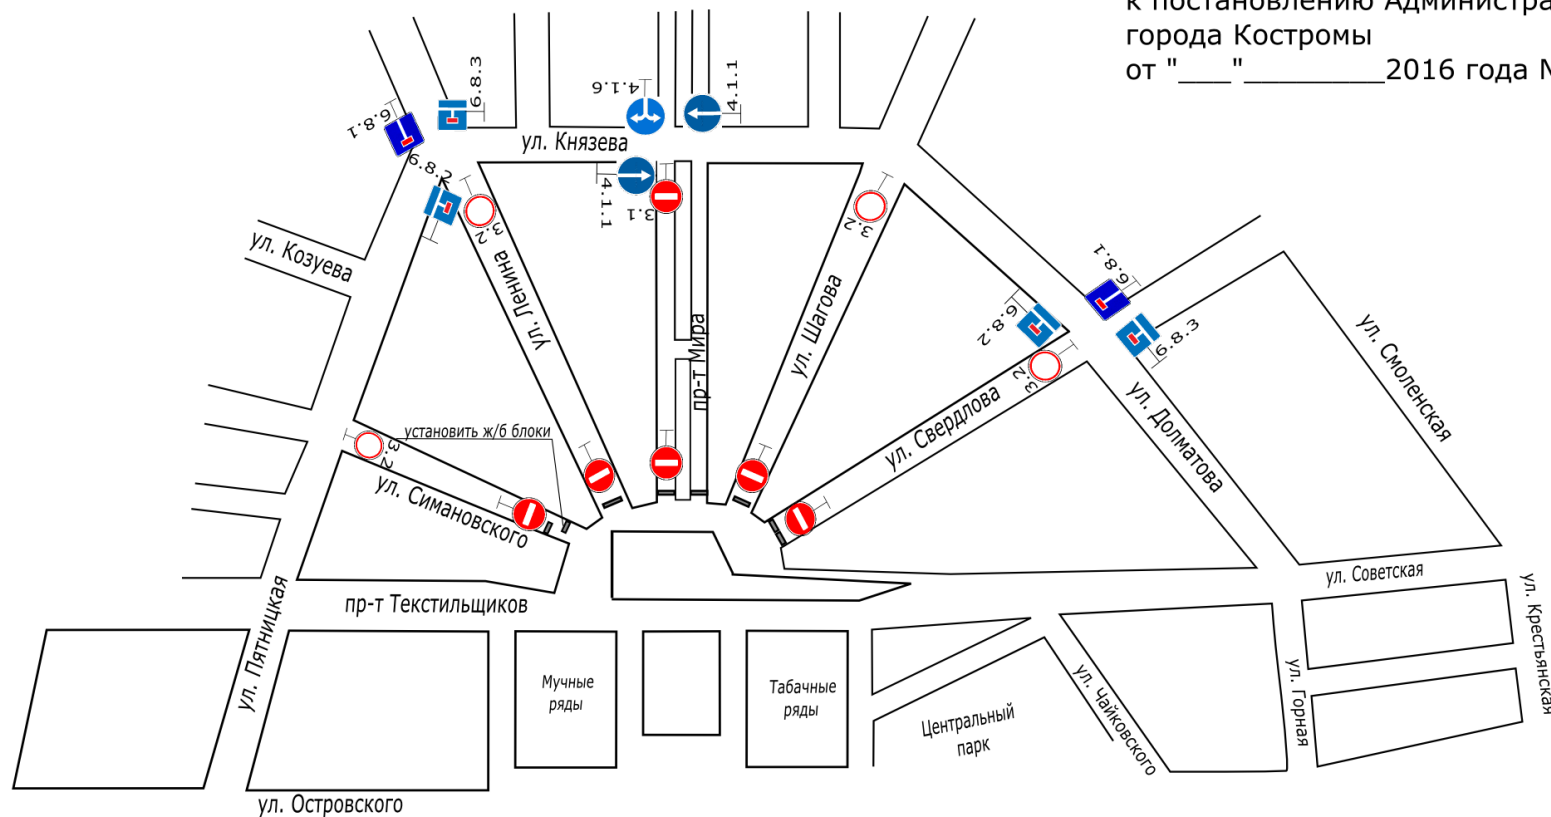 к постановлению Администра
города Костромы
от "___"_________2016 года N
6.8.3
4.1.6
4.1.1
6.8.1
ул. Князева
6.8.2
4.1.1
3.1
3.2
3.2
ул. Козуева
ул. Ленина
пр-т Мира
ул. Шагова
6.8.1
6.8.2
6.8.3
3.2
ул. Смоленская
ул. Свердлова
ул. Долматова
установить ж/б блоки
3.2
ул. Симановского
ул. Пятницкая
пр-т Текстильщиков
ул. Советская
ул. Крестьянская
Мучные
ряды
Табачные
ряды
Центральный
парк
ул. Чайковского
ул. Горная
ул. Островского